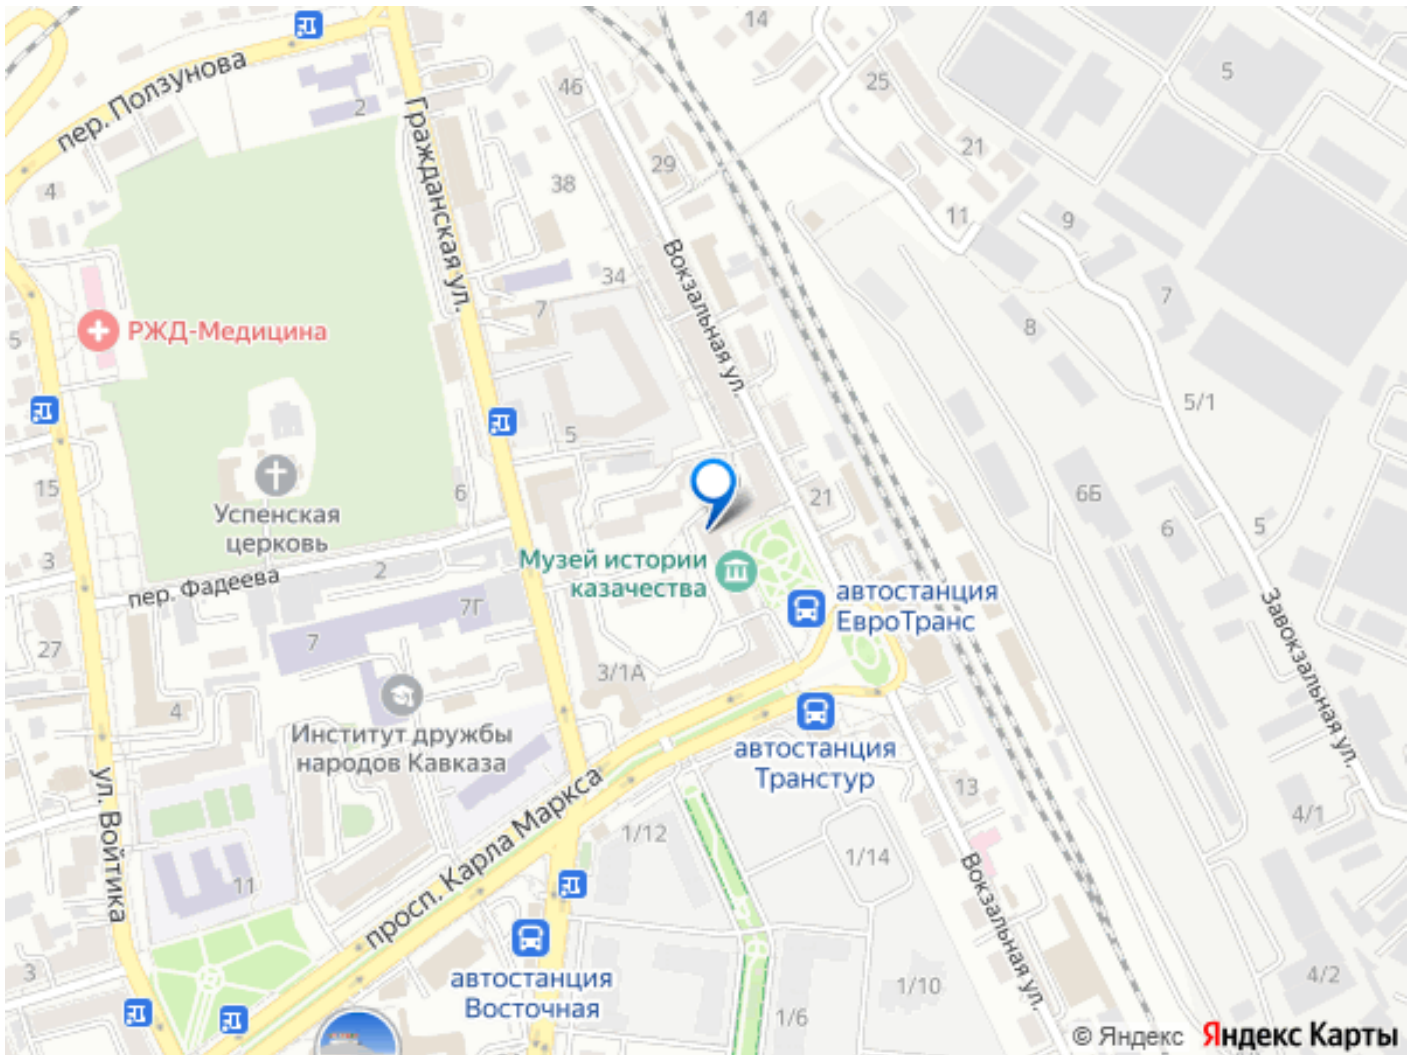 14
5
пер. Ползунова
46
25
2
Гражданская ул.
29
21
38
4
11
9
Вокзальная ул.
34
7
7
8
РЖД-Медицина
5
5/1
5
15
6
21
6Б
6
5
Успенская
церковь
Музей истории
казачества
3
пер. Фадеева
2
7Г
автостанция
ЕвроТранс
Завокзальная ул.
7
27
3/1А
4
Институт дружбы
народов Кавказа
автостанция
Транстур
ул. Войтика
просп. Карла Маркса
13
4/1
1/12
1/14
11
Вокзальная ул.
автостанция
Восточная
3
1/10
4/2
1/6
© Яндекс Яндекс Карты